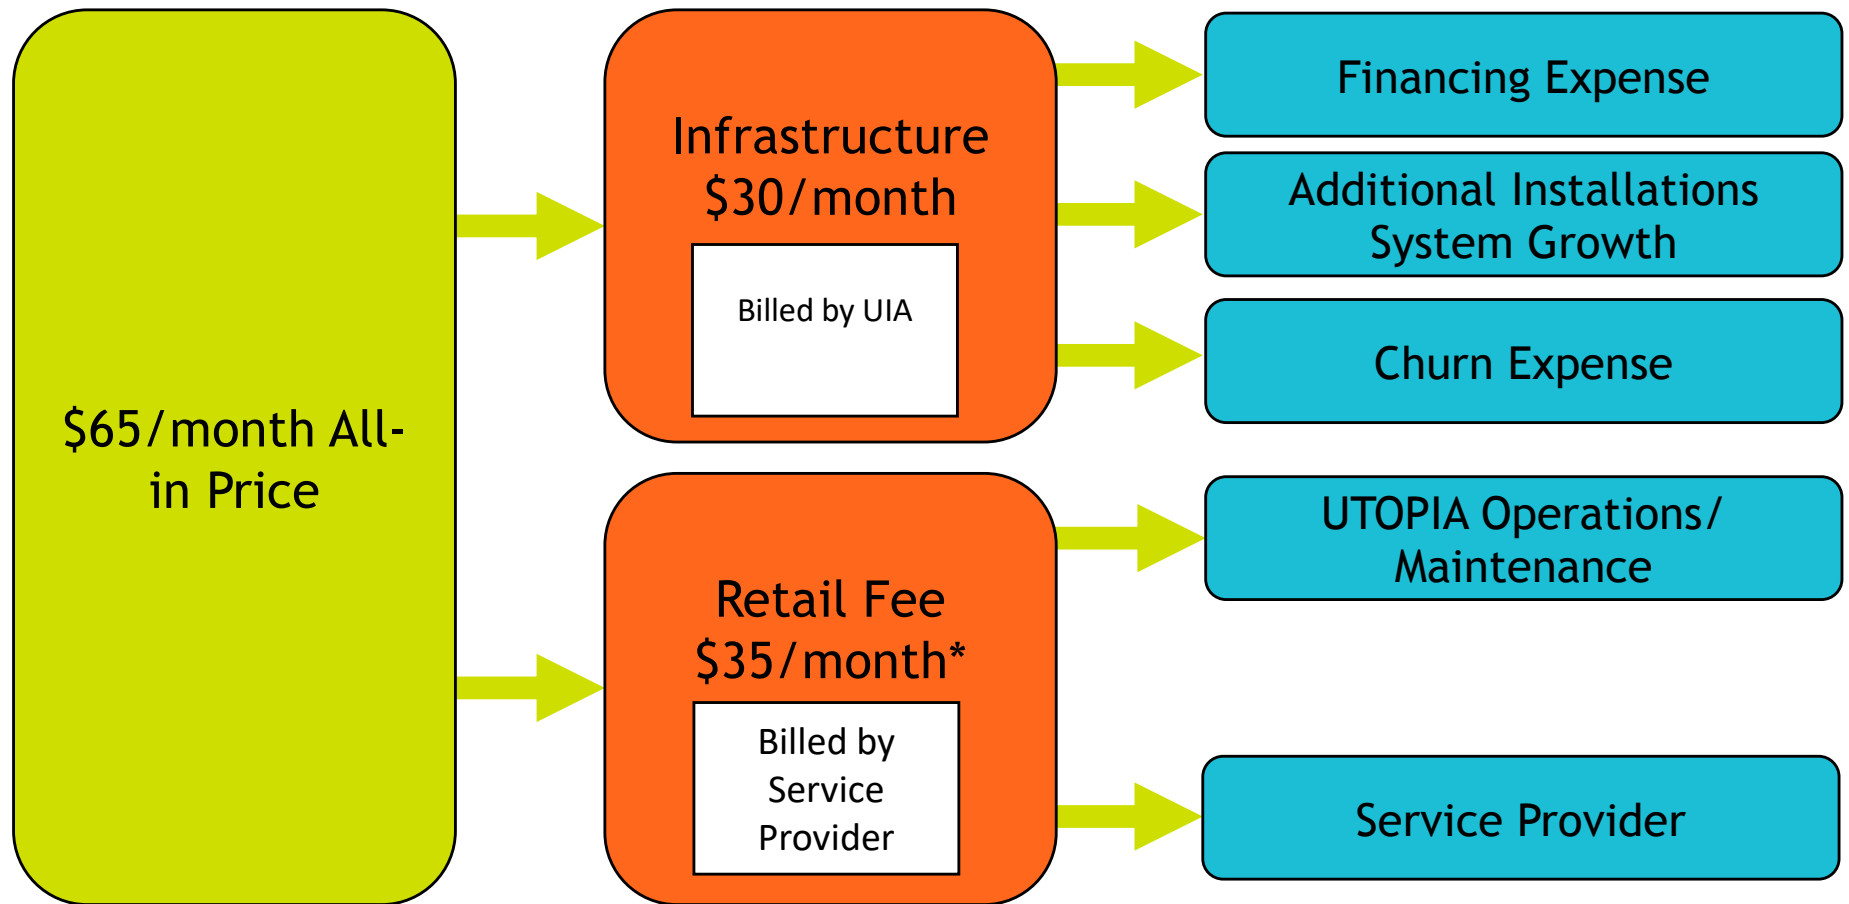 $65/month All-
in Price
Infrastructure
$30/month
Billed by UIA
Retail Fee
$35/month*
Billed by
Service
Provider
Financing Expense
Additional Installations
System Growth
Churn Expense
UTOPIA Operations/
Maintenance
Service Provider